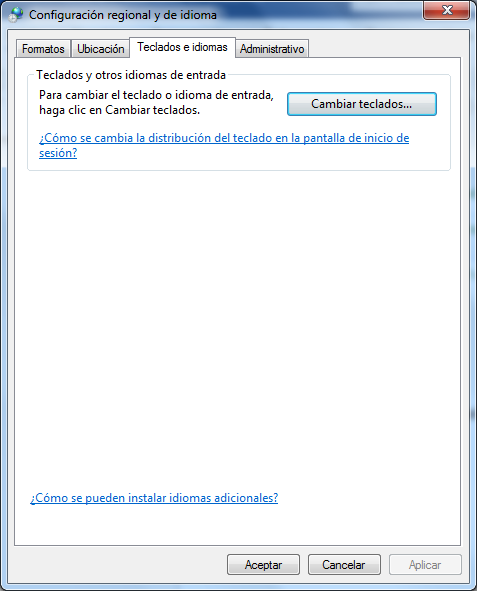 Configuración regional y de idioma
Formatos Ubicación Teclados e idiomas Administrativo
Teclados y otros idiomas de entrada
Para cambiar el teclado o idioma de entrada,
haga clic en Cambiar teclados.
Cambiar teclados...
¿Cómo se cambia la distribución del teclado en la pantalla de inicio de
sesión?
¿Cómo se pueden instalar idiomas adicionales?
Aceptar Cancelar Aplicar